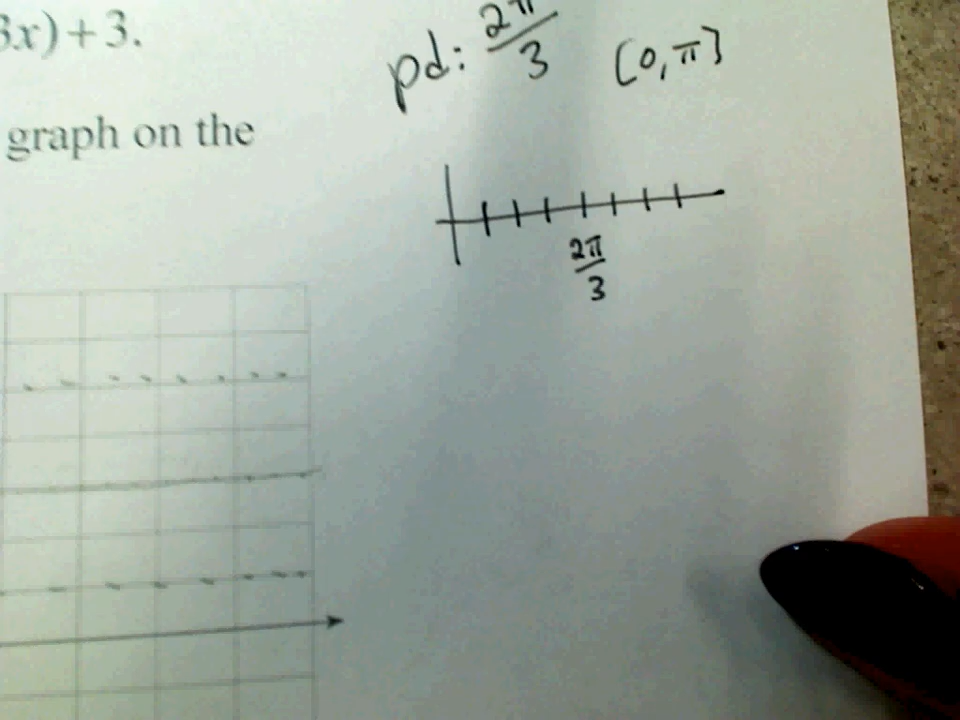 3x) + 3.
pd: 2π/3 [0, π]
graph on the
2π/3